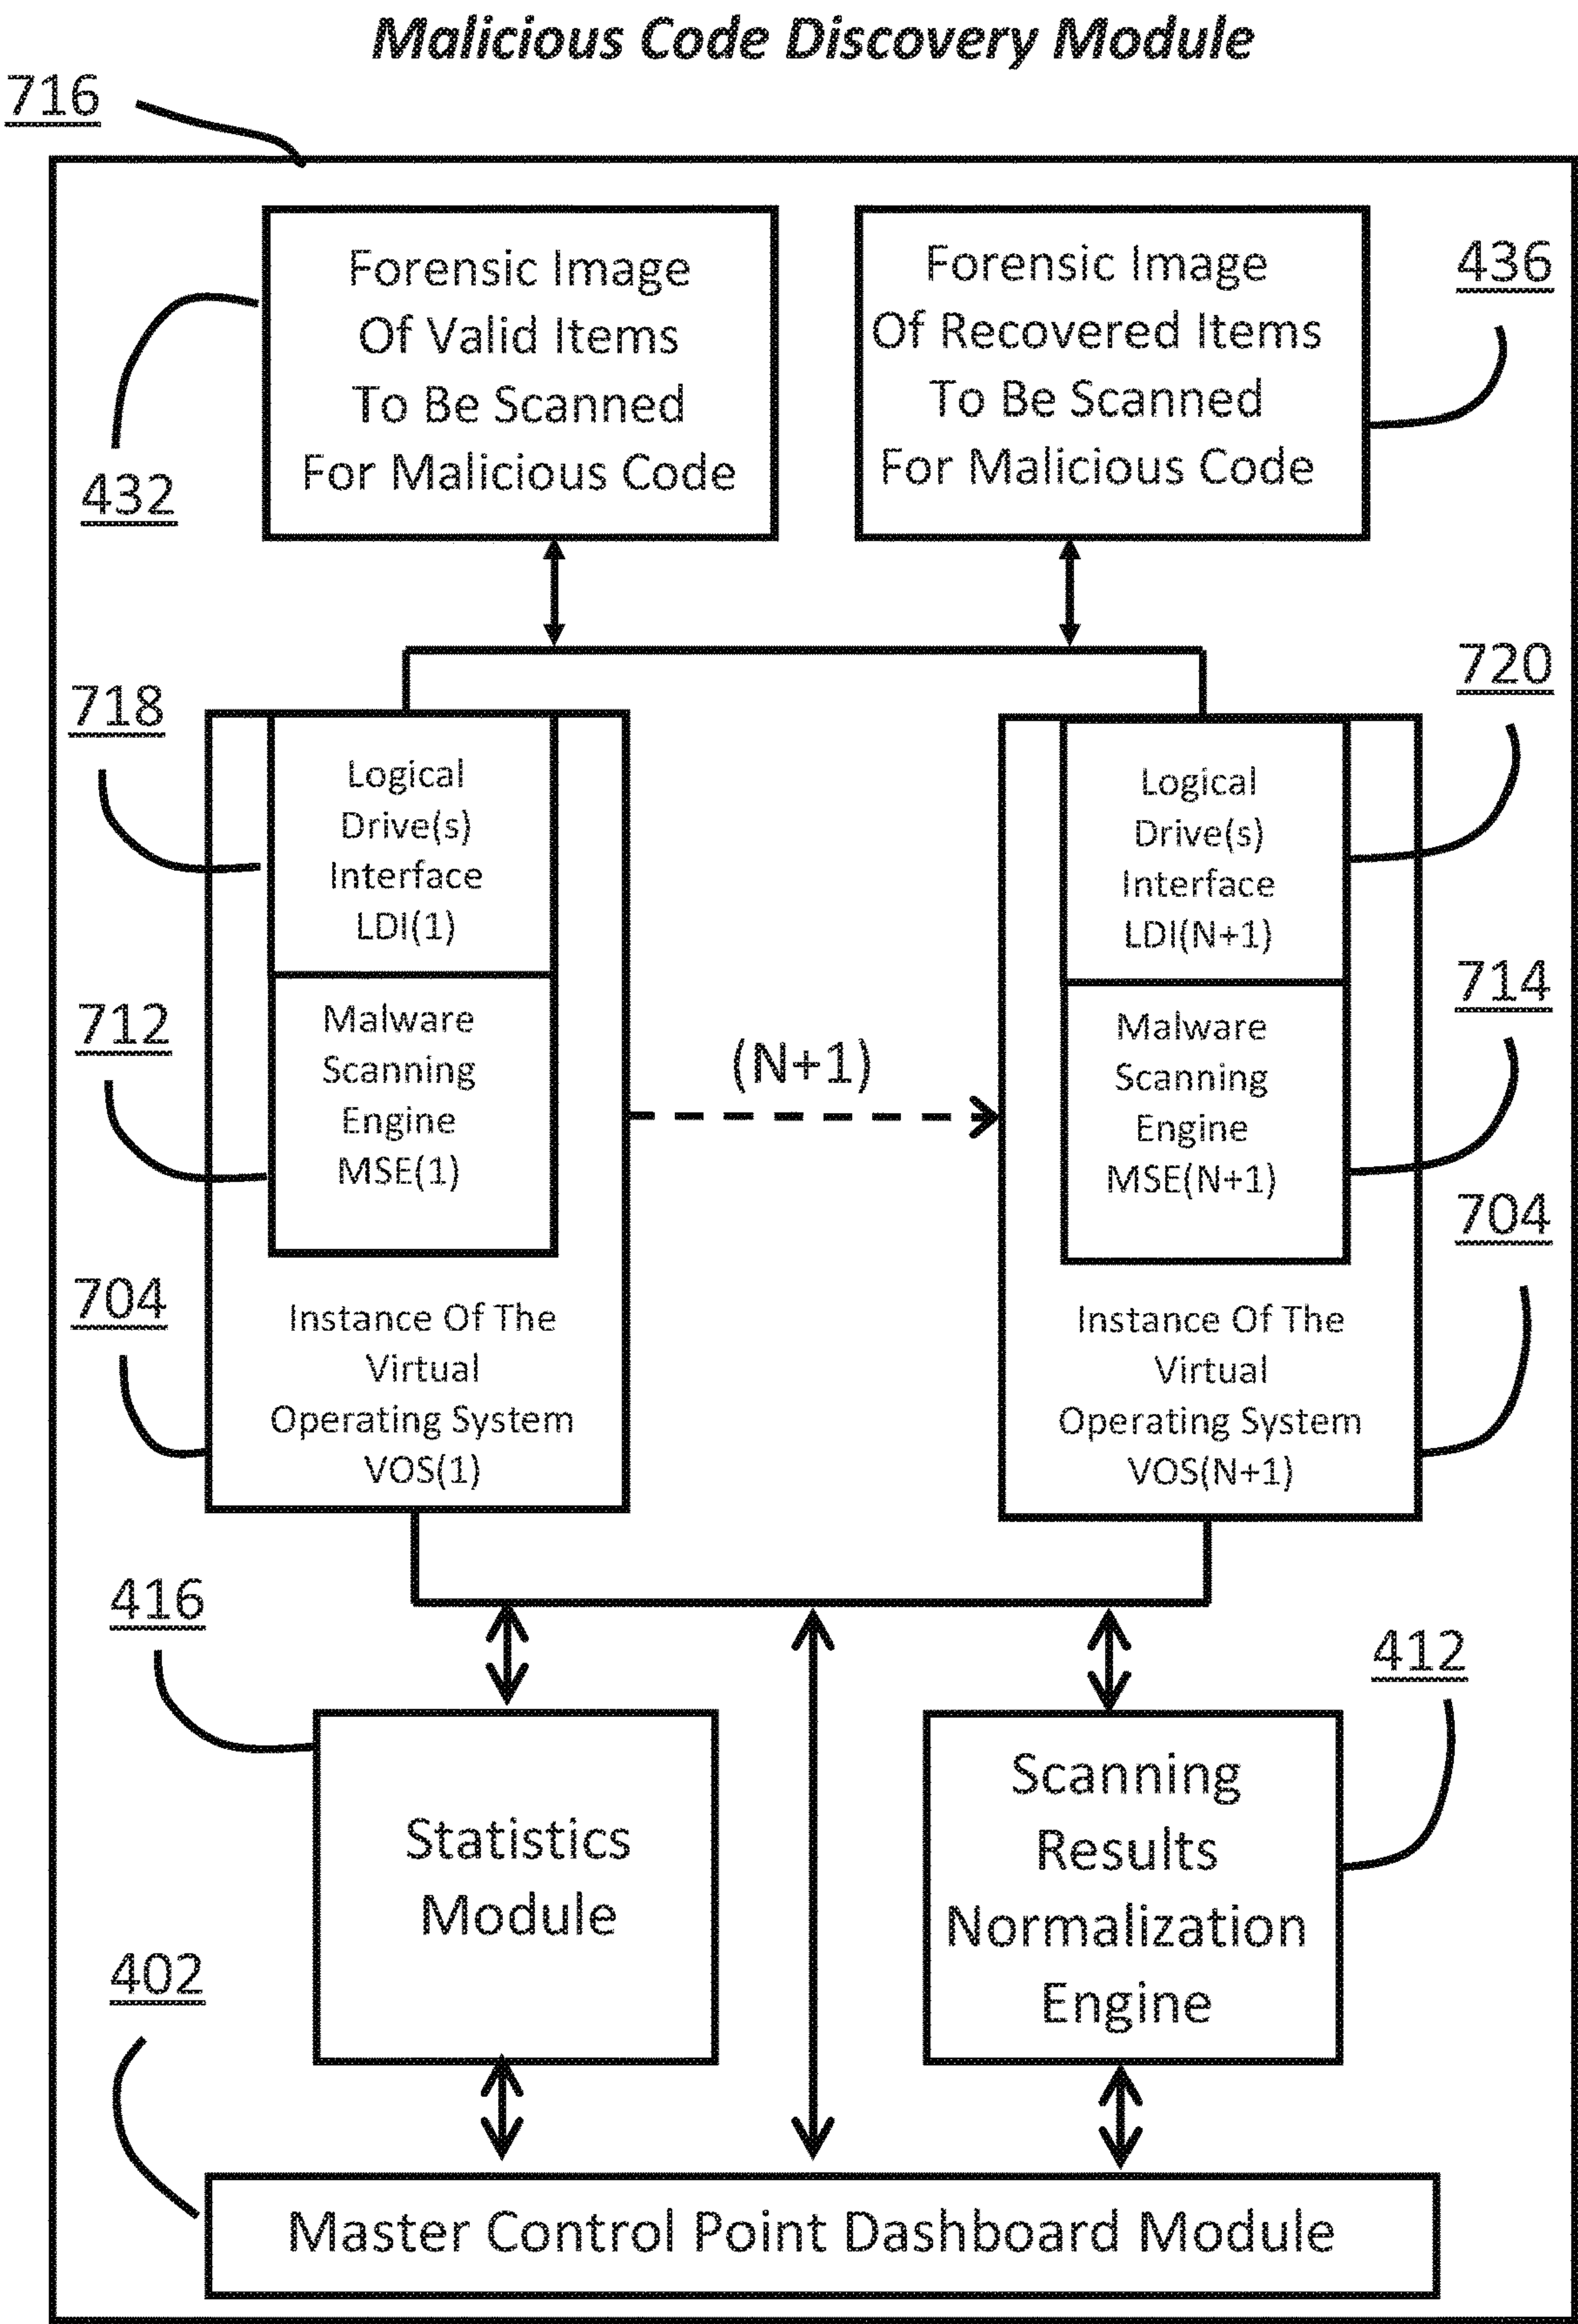 Malicious Code Discovery Module
716
Forensic Image
Of Valid Items
To Be Scanned
For Malicious Code
432
Forensic Image
Of Recovered Items
To Be Scanned
For Malicious Code
436
718
Logical
Drive(s)
Interface
LDI(1)
712
Malware
Scanning
Engine
MSE(1)
704
Instance Of The
Virtual
Operating System
VOS(1)
(N+1)
720
Logical
Drive(s)
Interface
LDI(N+1)
714
Malware
Scanning
Engine
MSE(N+1)
704
Instance Of The
Virtual
Operating System
VOS(N+1)
416
Statistics
Module
412
Scanning
Results
Normalization
Engine
402
Master Control Point Dashboard Module